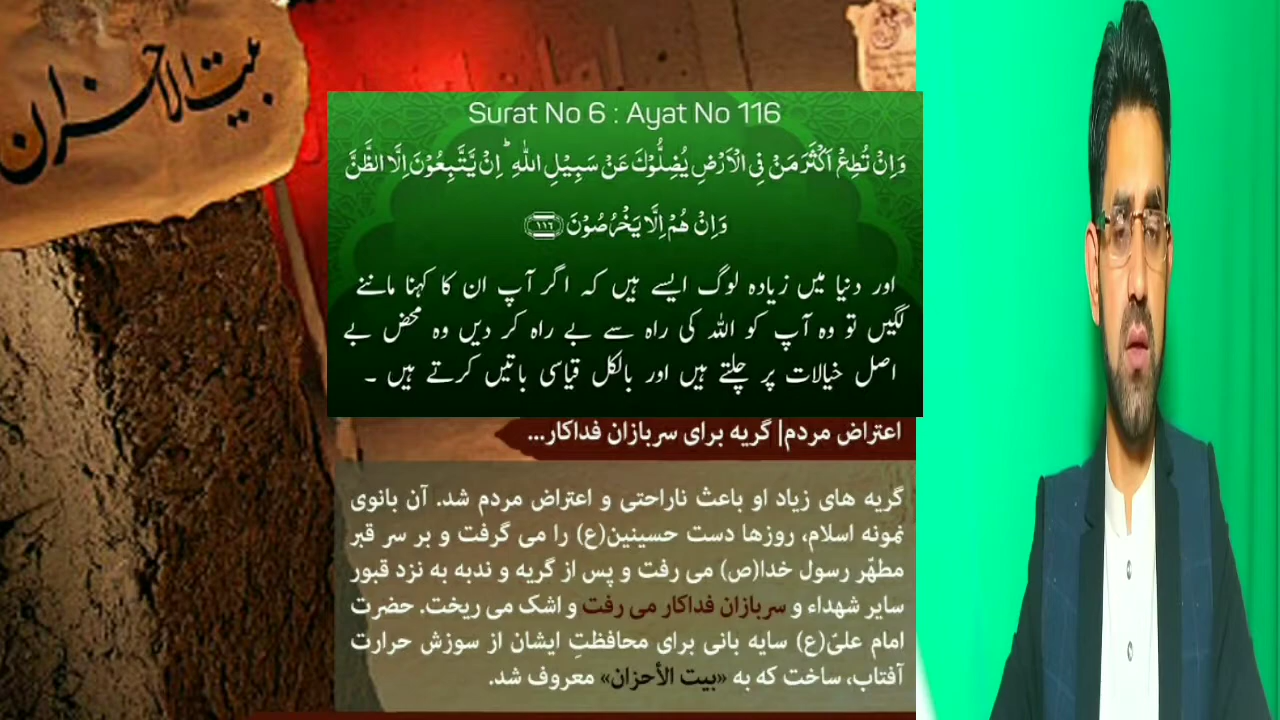 بیت الاحزان
Surat No 6 : Ayat No 116
وَاِنْ تُطِعْ اَكْثَرَ مَنْ فِى الْاَرْضِ يُضِلُّوْكَ عَنْ سَبِيْلِ اللّٰهِ ؕ اِنْ يَّتَّبِعُوْنَ اِلَّا الظَّنَّ
وَاِنْ هُمْ اِلَّا يَخْرُصُوْنَ ﴿۱۱۶﴾
اور دنیا میں زیادہ لوگ ایسے ہیں کہ اگر آپ ان کا کہنا ماننے
لگیں تو وہ آپ کو اللہ کی راہ سے بے راہ کر دیں وہ محض بے
اصل خیالات پر چلتے ہیں اور بالکل قیاسی باتیں کرتے ہیں ۔
اعتراض مردم| گریه برای سربازان فداکار...
گریه های زیاد او باعث ناراحتی و اعتراض مردم شد. آن بانوی
نمونه اسلام، روزها دست حسینین(ع) را می گرفت و بر سر قبر
مطهّر رسول خدا(ص) می رفت و پس از گریه و ندبه به نزد قبور
سایر شهداء و سربازان فداکار می رفت و اشک می ریخت. حضرت
امام علیّ(ع) سایه بانی برای محافظتِ ایشان از سوزش حرارت
آفتاب، ساخت که به «بیت الأحزان» معروف شد.